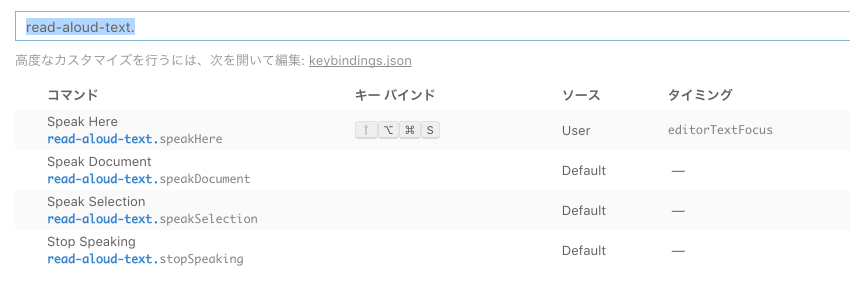 read-aloud-text.
高度なカスタマイズを行うには、次を開いて編集: keybindings.json
コマンド キー バインド ソース タイミング
Speak Here
read-aloud-text.speakHere ⇧ ⌥ ⌘ S User editorTextFocus
Speak Document
read-aloud-text.speakDocument Default —
Speak Selection
read-aloud-text.speakSelection Default —
Stop Speaking
read-aloud-text.stopSpeaking Default —